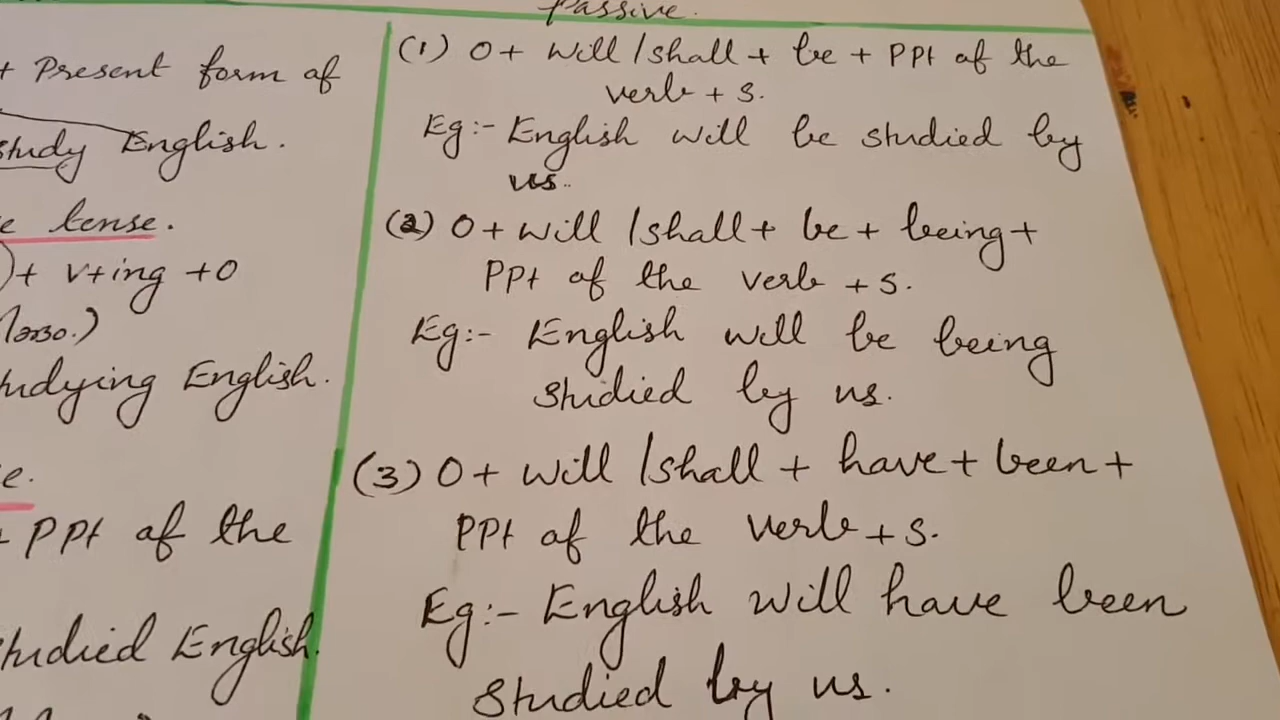 Passive.
+ Present form of
study English.
e tense.
)+ v+ing +O
studying English.
e.
+ PPt of the
studied English.
(1) O+ will /shall + be + PPt of the
verb + S.
Eg:- English will be studied by
us.
(2) O+ will /shall + be + being +
PPt of the verb + S.
Eg:- English will be being
studied by us.
(3) O+ will /shall + have + been +
PPt of the verb + S.
Eg:- English will have been
studied by us.